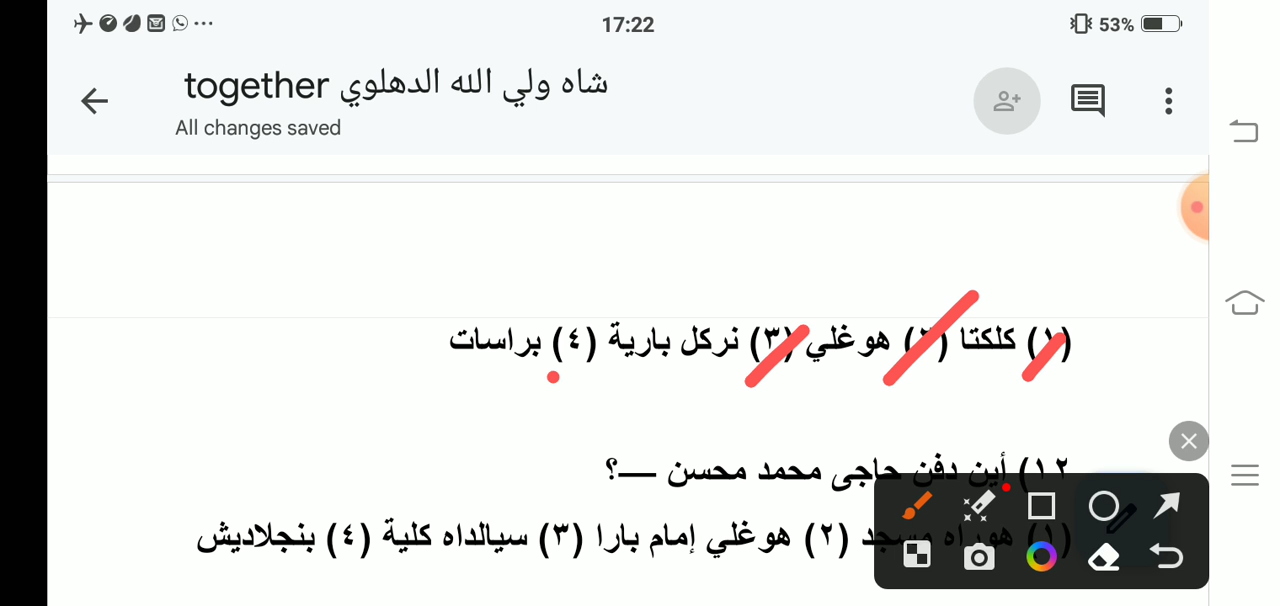 17:22
53%
شاه ولي الله الدهلوي together
All changes saved
(١) كلكتا (٢) هوغلي (٣) نركل بارية (٤) براسات
١٢) أين دفن حاجى محمد محسن —؟
(١) هوراه مسجد (٢) هوغلي إمام بارا (٣) سيالداه كلية (٤) بنجلاديش